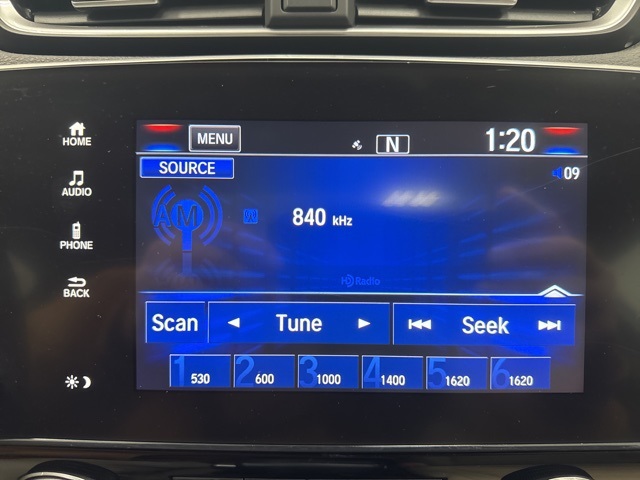 MENU
N
1:20
HOME
SOURCE
09
AUDIO
AM
840 kHz
PHONE
HD Radio
BACK
Scan
Tune
Seek
1 530
2 600
3 1000
4 1400
5 1620
6 1620